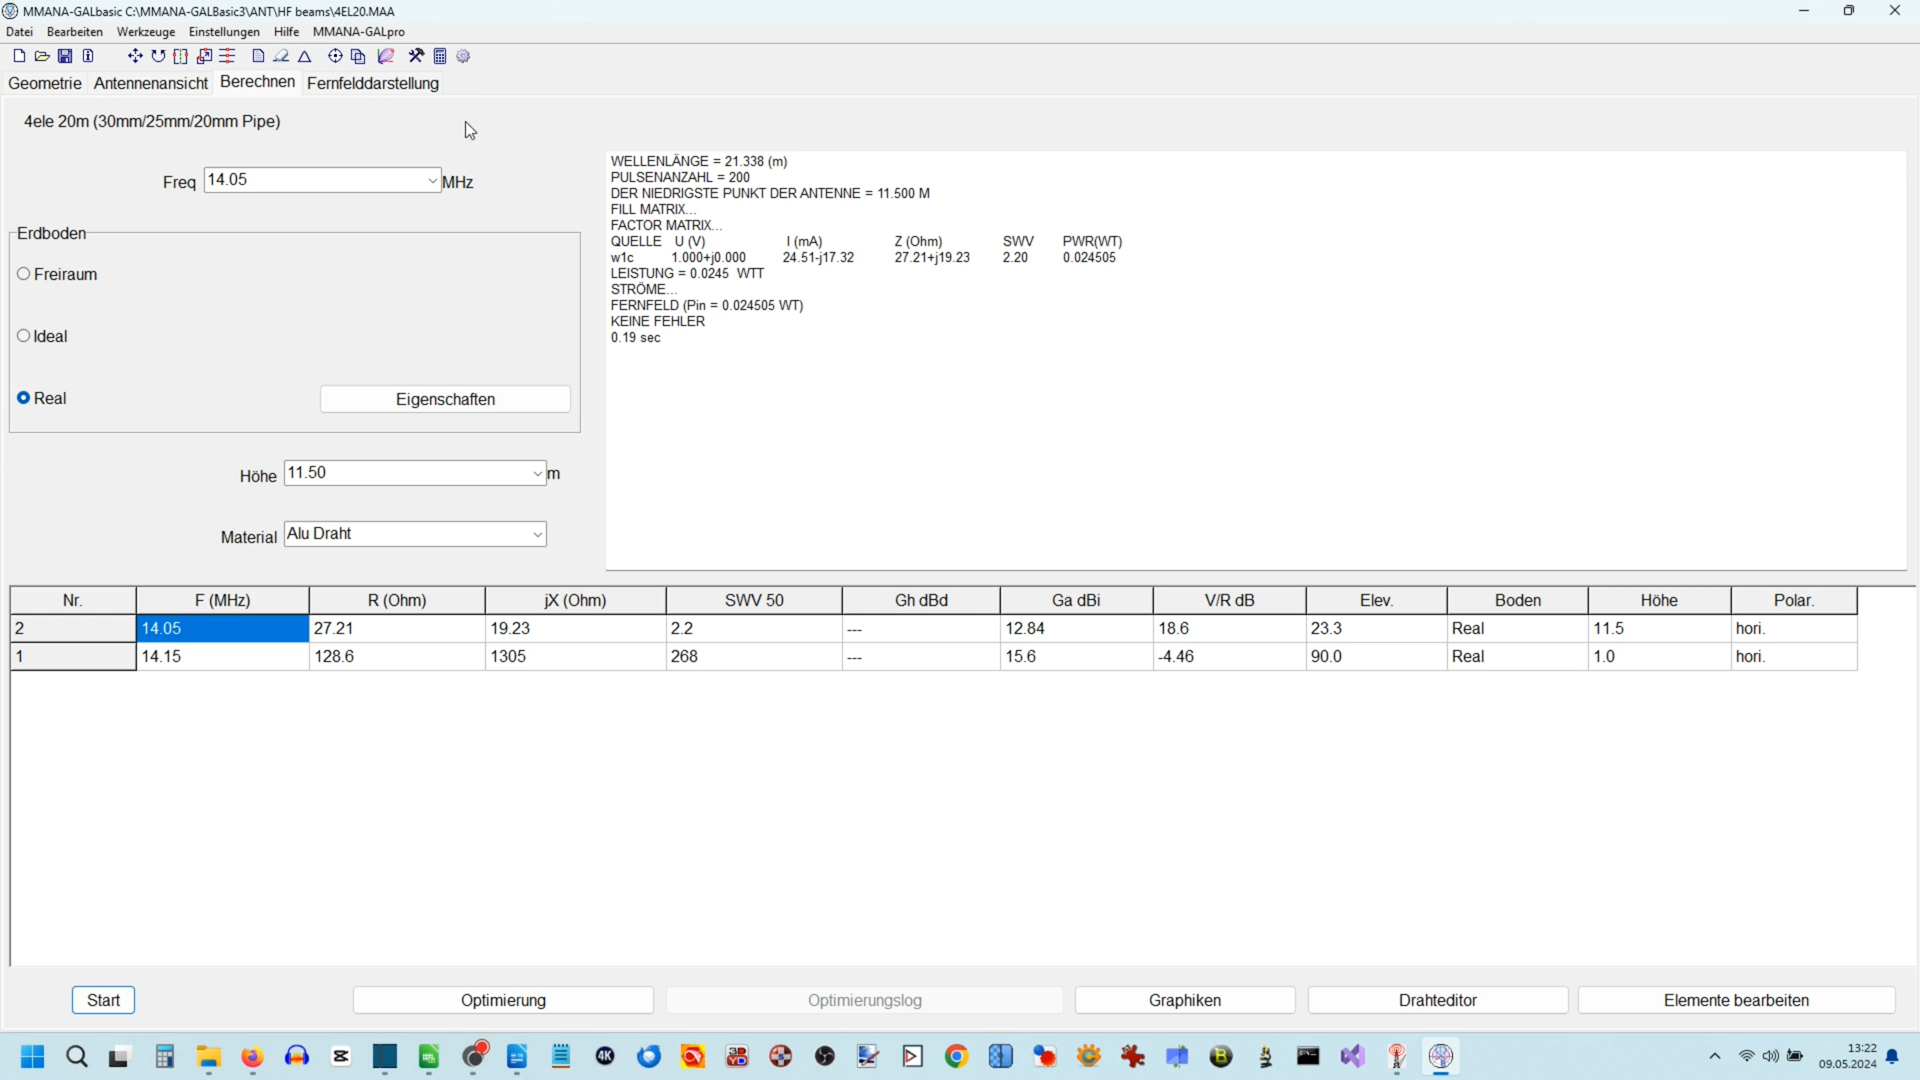 MMANA-GALbasic C:\MMANA-GALBasic3\ANT\HF beams\4EL20.MAA
Datei Bearbeiten Werkzeuge Einstellungen Hilfe MMANA-GALpro
Geometrie Antennenansicht Berechnen Fernfelddarstellung
4ele 20m (30mm/25mm/20mm Pipe)
Freq 14.05 MHz
Erdboden
Freiraum
Ideal
Real Eigenschaften
Höhe 11.50 m
Material Alu Draht
WELLENLÄNGE = 21.338 (m)
PULSENANZAHL = 200
DER NIEDRIGSTE PUNKT DER ANTENNE = 11.500 M
FILL MATRIX...
FACTOR MATRIX...
QUELLE U (V) I (mA) Z (Ohm) SWV PWR(WT)
w1c 1.000+j0.000 24.51-j17.32 27.21+j19.23 2.20 0.024505
LEISTUNG = 0.0245 WTT
STRÖME...
FERNFELD (Pin = 0.024505 WT)
KEINE FEHLER
0.19 sec
Nr. F (MHz) R (Ohm) jX (Ohm) SWV 50 Gh dBd Ga dBi V/R dB Elev. Boden Höhe Polar.
2 14.05 27.21 19.23 2.2 --- 12.84 18.6 23.3 Real 11.5 hori.
1 14.15 128.6 1305 268 --- 15.6 -4.46 90.0 Real 1.0 hori.
Start Optimierung Optimierungslog Graphiken Drahteditor Elemente bearbeiten
4K
13:22
09.05.2024